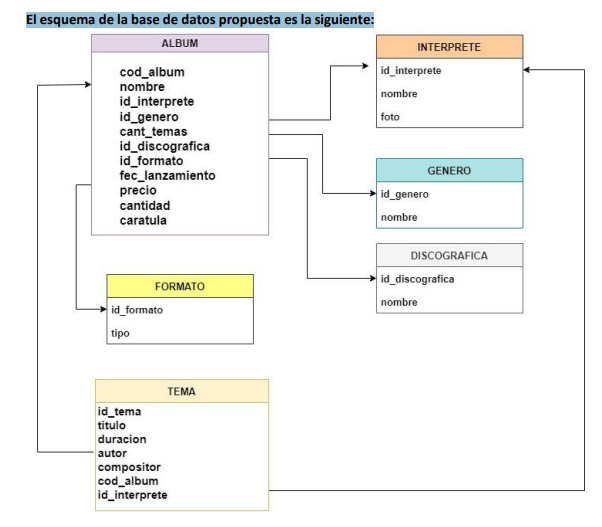 El esquema de la base de datos propuesta es la siguiente:
ALBUM
cod_album
nombre
id_interprete
id_genero
cant_temas
id_discografica
id_formato
fec_lanzamiento
precio
cantidad
caratula
INTERPRETE
id_interprete
nombre
foto
GENERO
id_genero
nombre
DISCOGRAFICA
id_discografica
nombre
FORMATO
id_formato
tipo
TEMA
id_tema
titulo
duracion
autor
compositor
cod_album
id_interprete